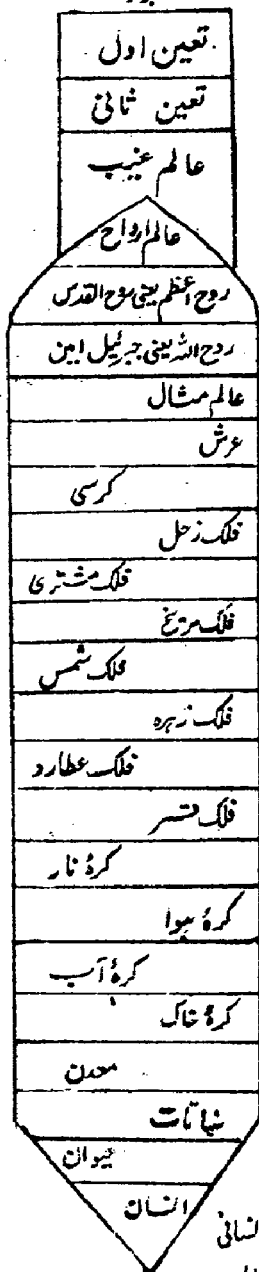 تعین اول
تعین ثانی
عالم غیب
عالم ارواح
روح اعظم یعنی روح القدس
روح اللہ یعنی جبرئیل امین
عالم مثال
عرش
کرسی
فلک زحل
فلک مشتری
فلک مریخ
فلک شمس
فلک زہرہ
فلک عطارد
فلک قمر
کرۂ نار
کرۂ ہوا
کرۂ آب
کرۂ خاک
معدن
نباتات
حیوان
انسان
نسانی